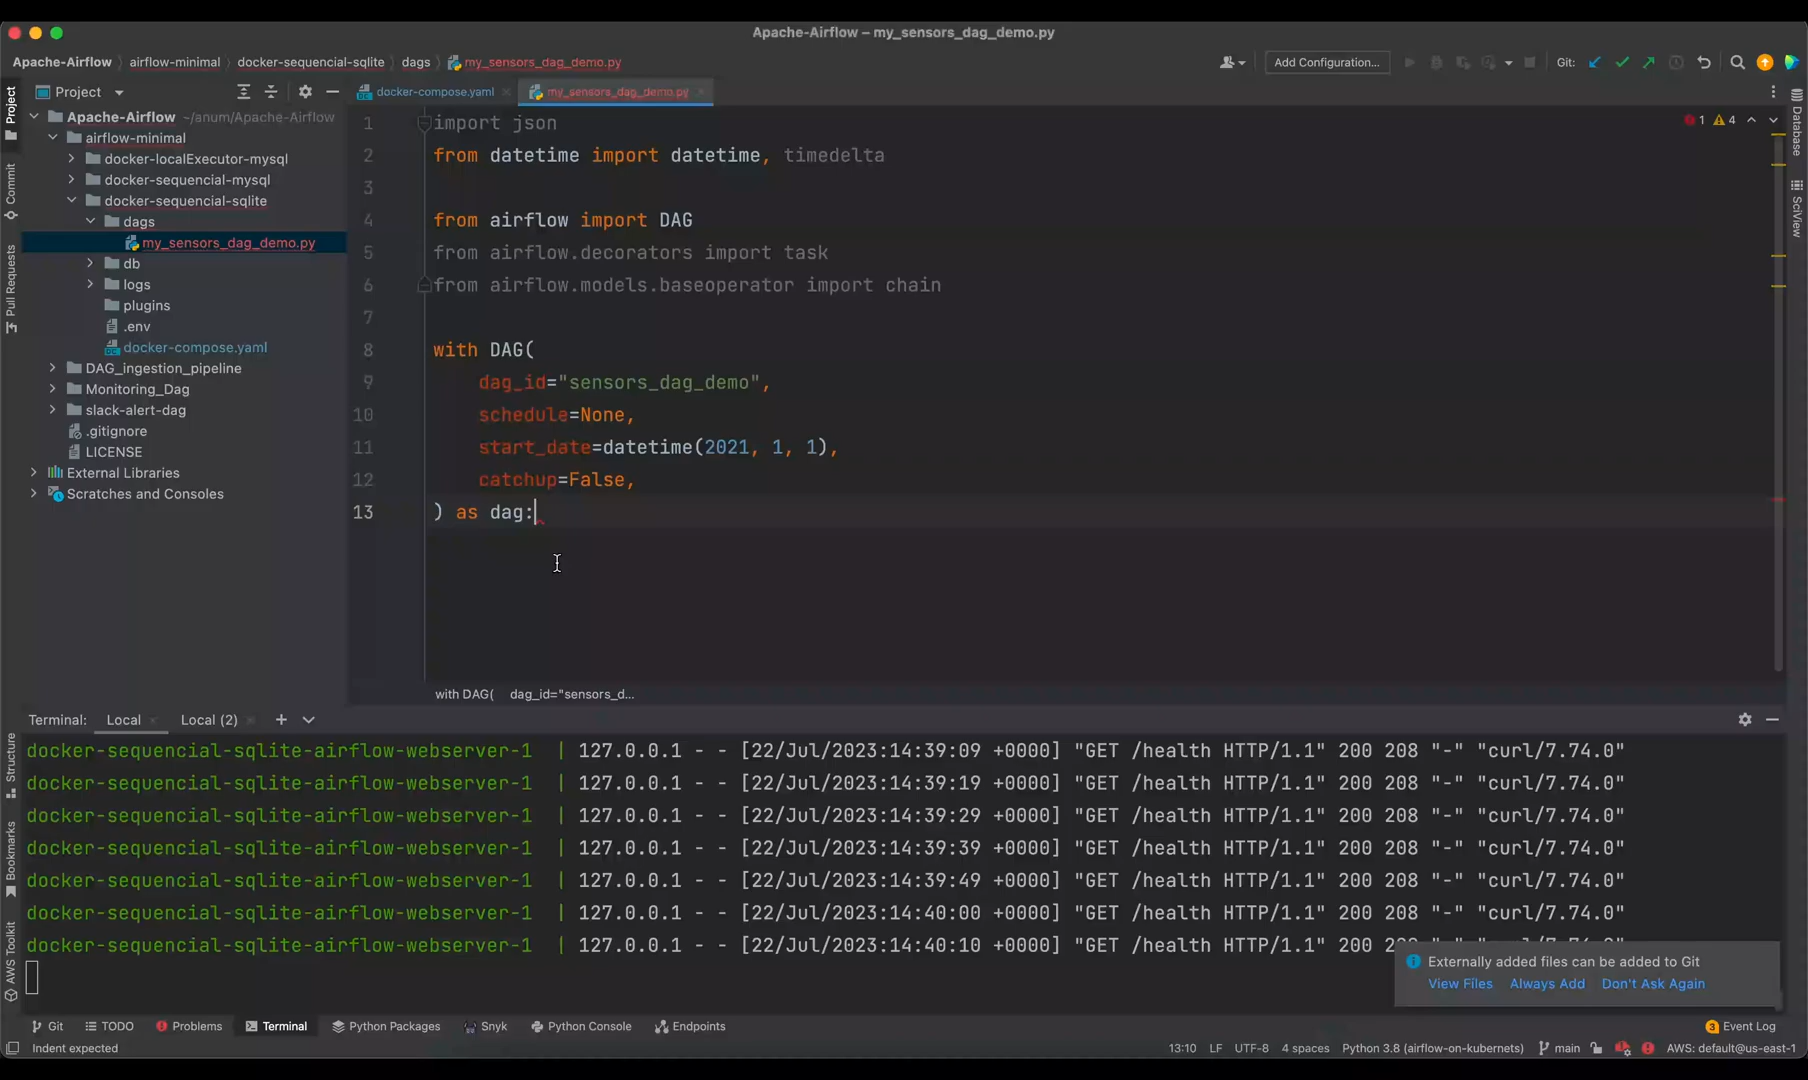 Apache-Airflow – my_sensors_dag_demo.py
Apache-Airflow airflow-minimal docker-sequencial-sqlite dags my_sensors_dag_demo.py
Add Configuration...
Git:
Project
docker-compose.yaml
my_sensors_dag_demo.py
Project
Commit
Pull Requests
Structure
Bookmarks
AWS Toolkit
Apache-Airflow ~/anum/Apache-Airflow
airflow-minimal
docker-localExecutor-mysql
docker-sequencial-mysql
docker-sequencial-sqlite
dags
my_sensors_dag_demo.py
db
logs
plugins
.env
docker-compose.yaml
DAG_ingestion_pipeline
Monitoring_Dag
slack-alert-dag
.gitignore
LICENSE
External Libraries
Scratches and Consoles
1 import json
2 from datetime import datetime, timedelta
3
4 from airflow import DAG
5 from airflow.decorators import task
6 from airflow.models.baseoperator import chain
7
8 with DAG(
9 dag_id="sensors_dag_demo",
10 schedule=None,
11 start_date=datetime(2021, 1, 1),
12 catchup=False,
13 ) as dag:
1 4
Database
SciView
with DAG( dag_id="sensors_d...
Terminal: Local Local (2)
docker-sequencial-sqlite-airflow-webserver-1 | 127.0.0.1 - - [22/Jul/2023:14:39:09 +0000] "GET /health HTTP/1.1" 200 208 "-" "curl/7.74.0"
docker-sequencial-sqlite-airflow-webserver-1 | 127.0.0.1 - - [22/Jul/2023:14:39:19 +0000] "GET /health HTTP/1.1" 200 208 "-" "curl/7.74.0"
docker-sequencial-sqlite-airflow-webserver-1 | 127.0.0.1 - - [22/Jul/2023:14:39:29 +0000] "GET /health HTTP/1.1" 200 208 "-" "curl/7.74.0"
docker-sequencial-sqlite-airflow-webserver-1 | 127.0.0.1 - - [22/Jul/2023:14:39:39 +0000] "GET /health HTTP/1.1" 200 208 "-" "curl/7.74.0"
docker-sequencial-sqlite-airflow-webserver-1 | 127.0.0.1 - - [22/Jul/2023:14:39:49 +0000] "GET /health HTTP/1.1" 200 208 "-" "curl/7.74.0"
docker-sequencial-sqlite-airflow-webserver-1 | 127.0.0.1 - - [22/Jul/2023:14:40:00 +0000] "GET /health HTTP/1.1" 200 208 "-" "curl/7.74.0"
docker-sequencial-sqlite-airflow-webserver-1 | 127.0.0.1 - - [22/Jul/2023:14:40:10 +0000] "GET /health HTTP/1.1" 200
Externally added files can be added to Git
View Files Always Add Don't Ask Again
Git TODO Problems Terminal Python Packages Snyk Python Console Endpoints
3 Event Log
Indent expected
13:10 LF UTF-8 4 spaces Python 3.8 (airflow-on-kubernetes) main AWS: default@us-east-1